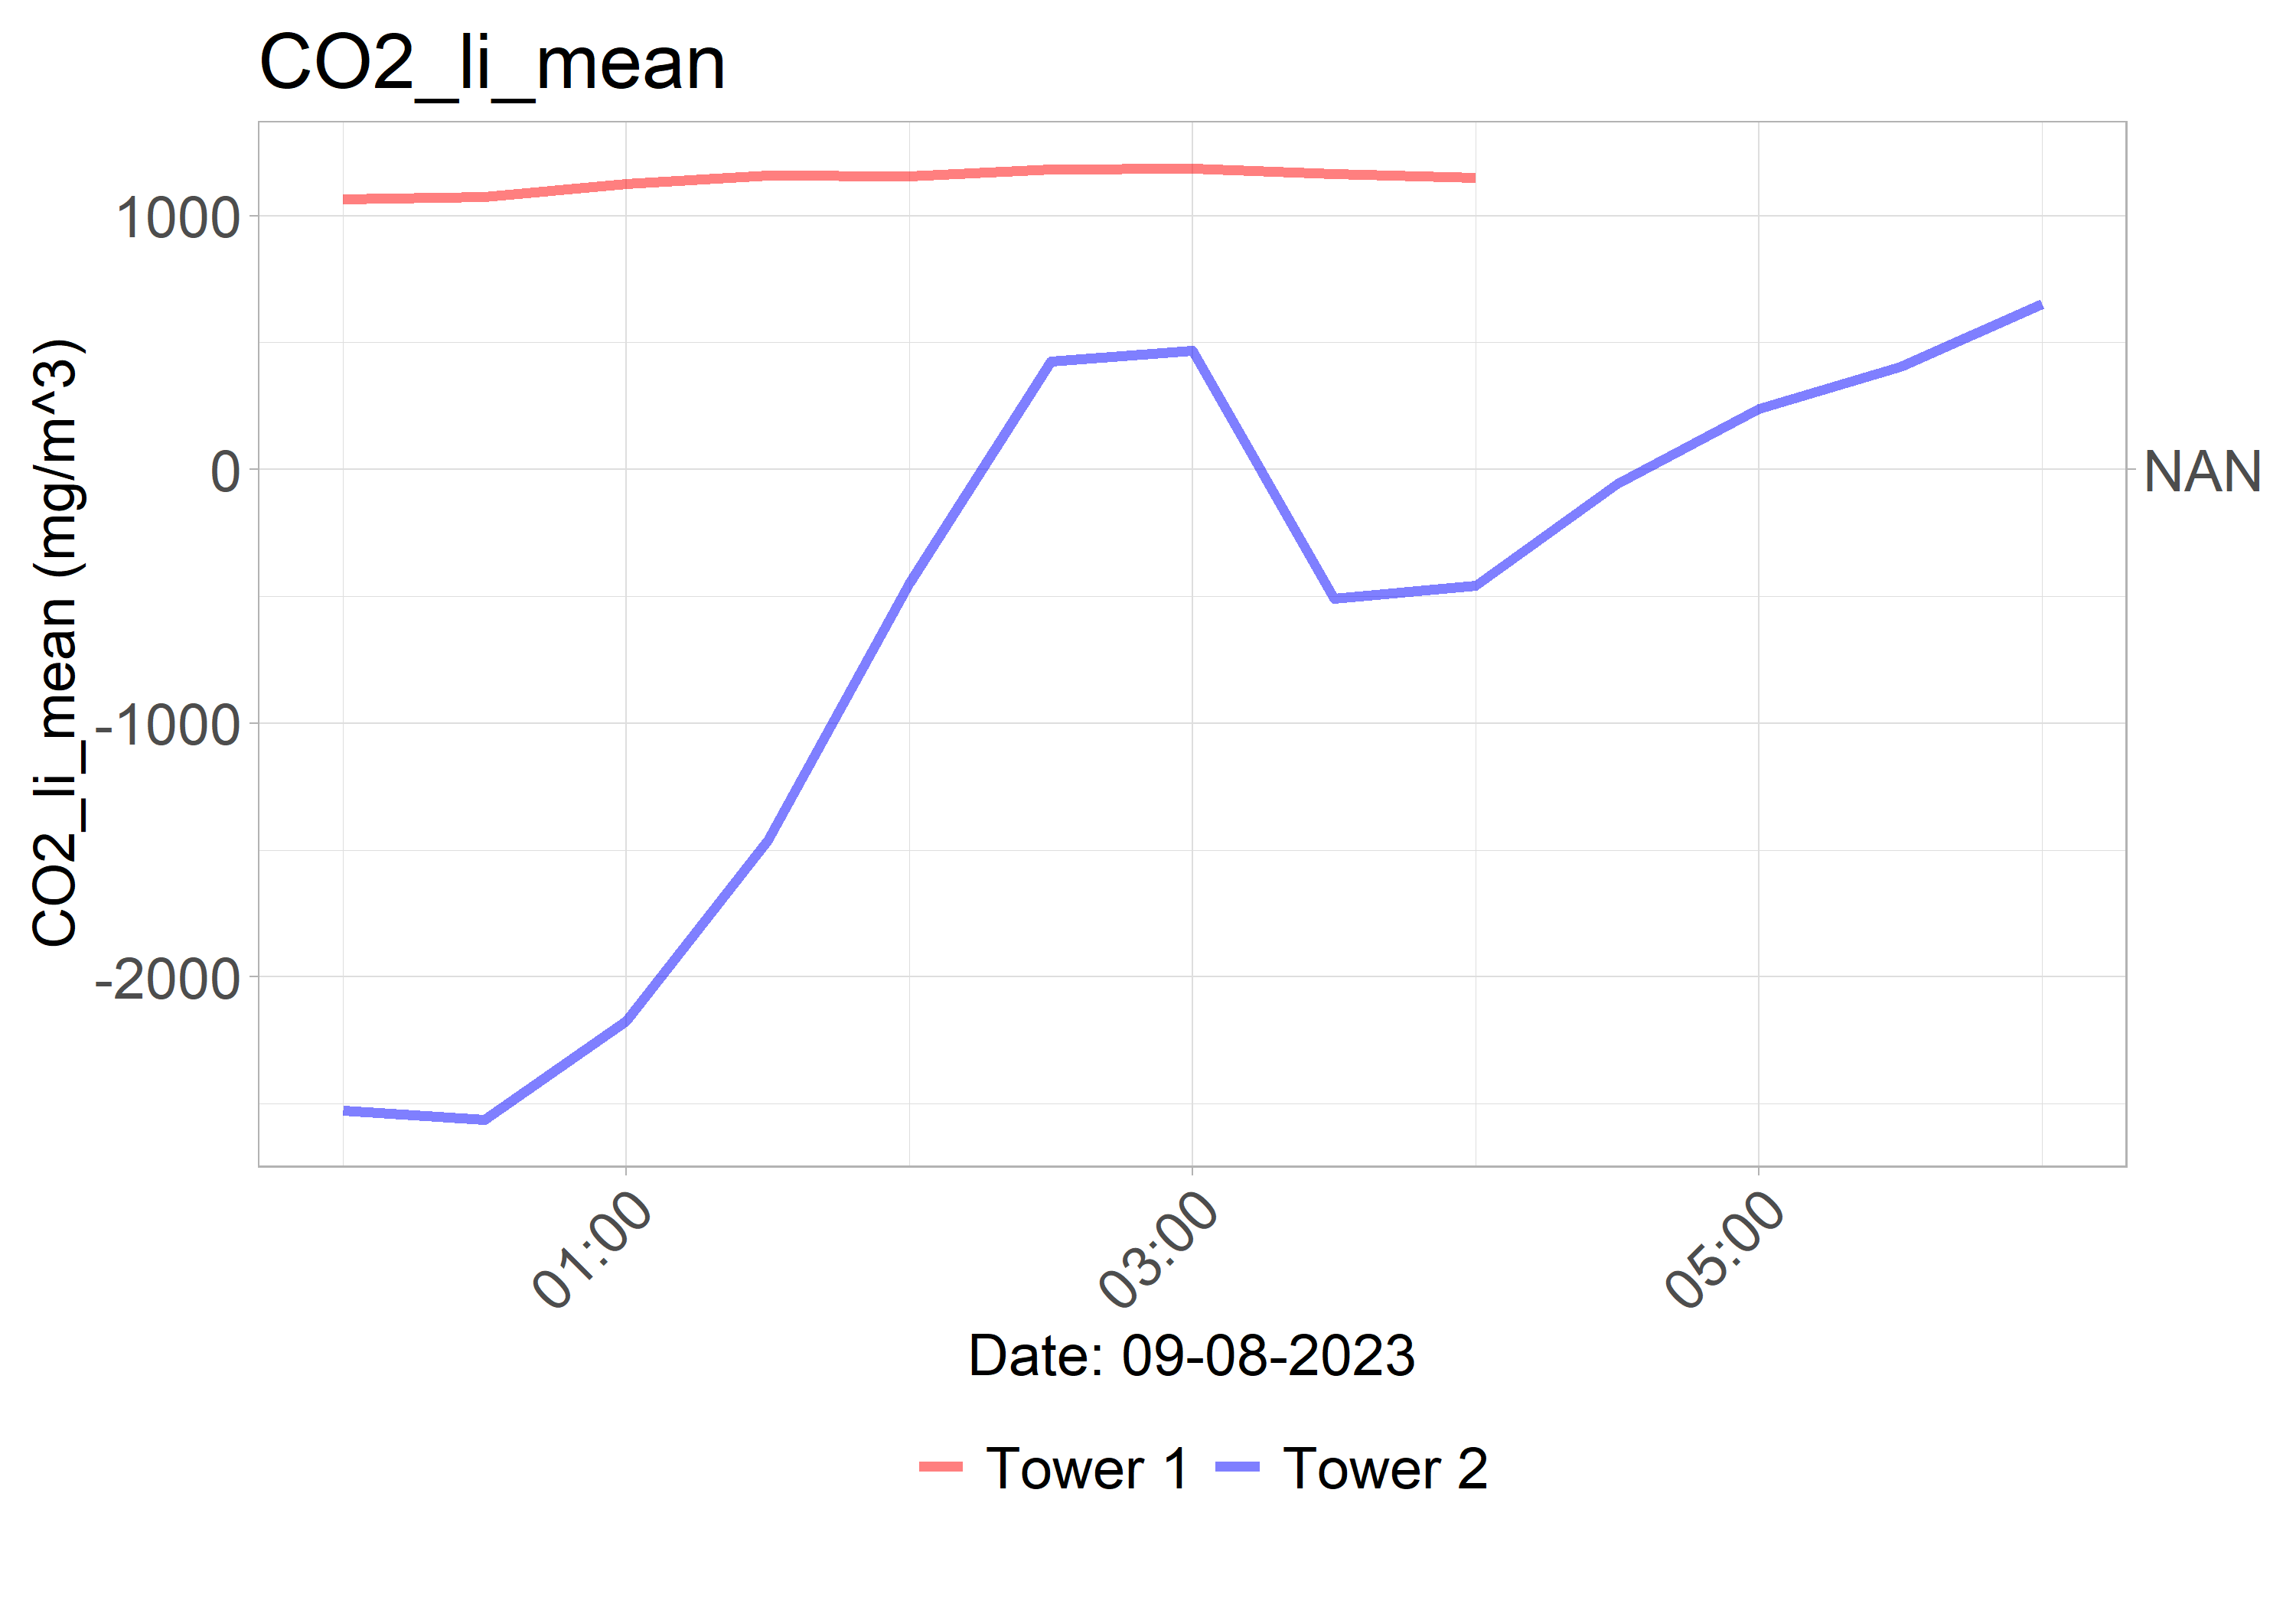 CO2_li_mean
CO2_li_mean (mg/m^3)
1000
0
-1000
-2000
NAN
01:00
03:00
05:00
Date: 09-08-2023
Tower 1
Tower 2